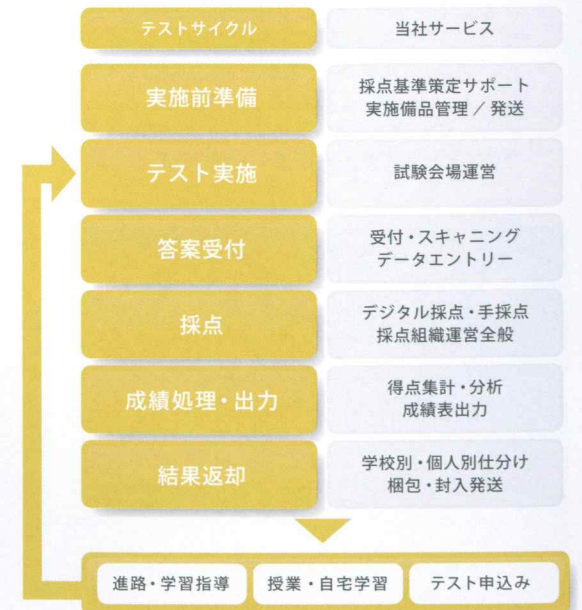 テストサイクル
当社サービス
実施前準備
採点基準策定サポート
実施備品管理 / 発送
テスト実施
試験会場運営
答案受付
受付・スキャニング
データエントリー
採点
デジタル採点・手採点
採点組織運営全般
成績処理・出力
得点集計・分析
成績表出力
結果返却
学校別・個人別仕分け
梱包・封入発送
進路・学習指導
授業・自宅学習
テスト申込み